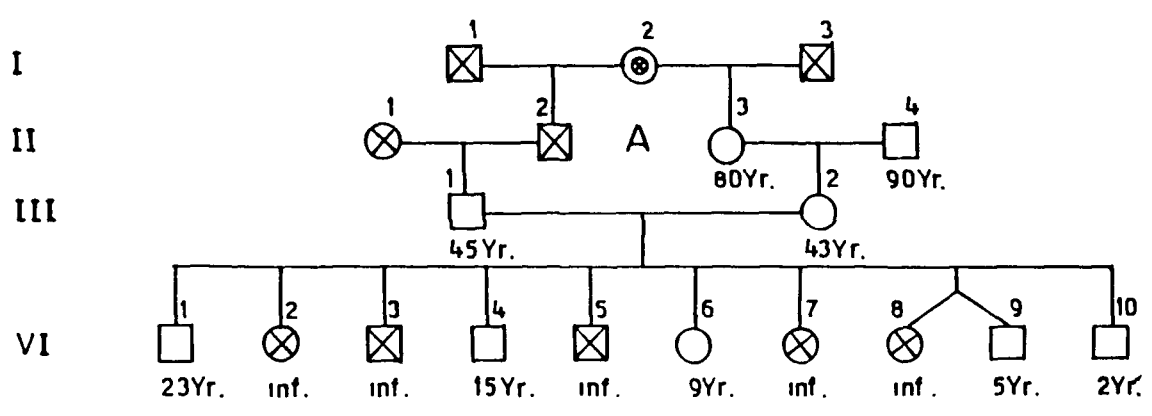 1 2 3
I
1 2 3 4
II A
80Yr. 90Yr.
1 2
III
45Yr. 43Yr.
1 2 3 4 5 6 7 8 9 10
VI
23Yr. inf. inf. 15Yr. inf. 9Yr. inf. inf. 5Yr. 2Yr.